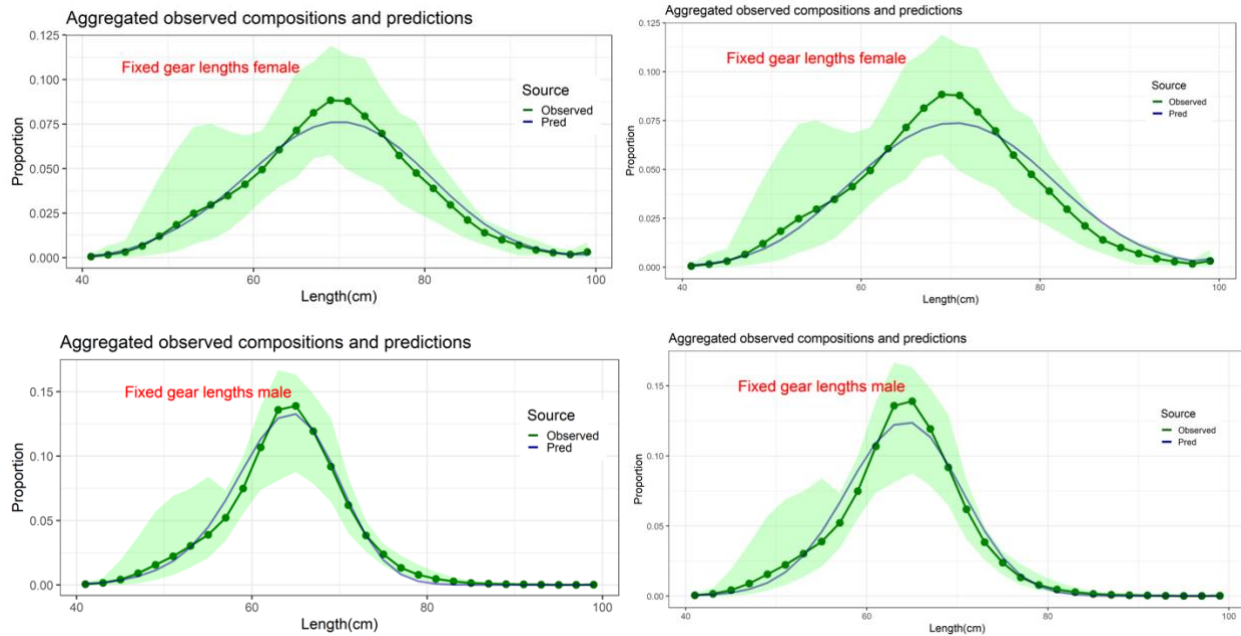 Aggregated observed compositions and predictions
0.125
0.100
0.075
0.050
0.025
0.000
Proportion
Fixed gear lengths female
Source
Observed
Pred
40 60 80 100
Length(cm)
Aggregated observed compositions and predictions
0.125
0.100
0.075
0.050
0.025
0.000
Proportion
Fixed gear lengths female
Source
Observed
Pred
40 60 80 100
Length(cm)
Aggregated observed compositions and predictions
0.15
0.10
0.05
0.00
Proportion
Fixed gear lengths male
Source
Observed
Pred
40 60 80 100
Length(cm)
Aggregated observed compositions and predictions
0.15
0.10
0.05
0.00
Proportion
Fixed gear lengths male
Source
Observed
Pred
40 60 80 100
Length(cm)